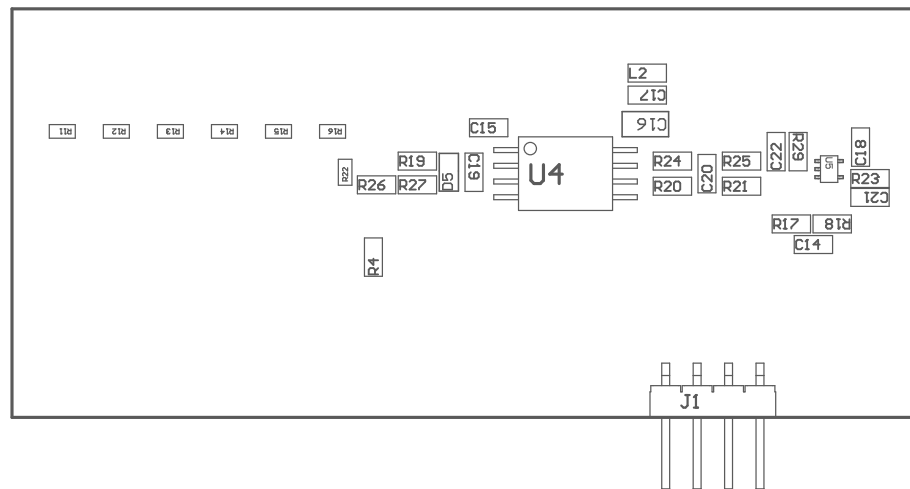 L2
C17
C16
C15
R11 R12 R13 R14 R15 R16
R19
R22
R26 R27
D5
C19
U4
R24
R20
C20
R25
R21
C22
R29
U5
C18
R23
C21
R17 R18
C14
R4
J1